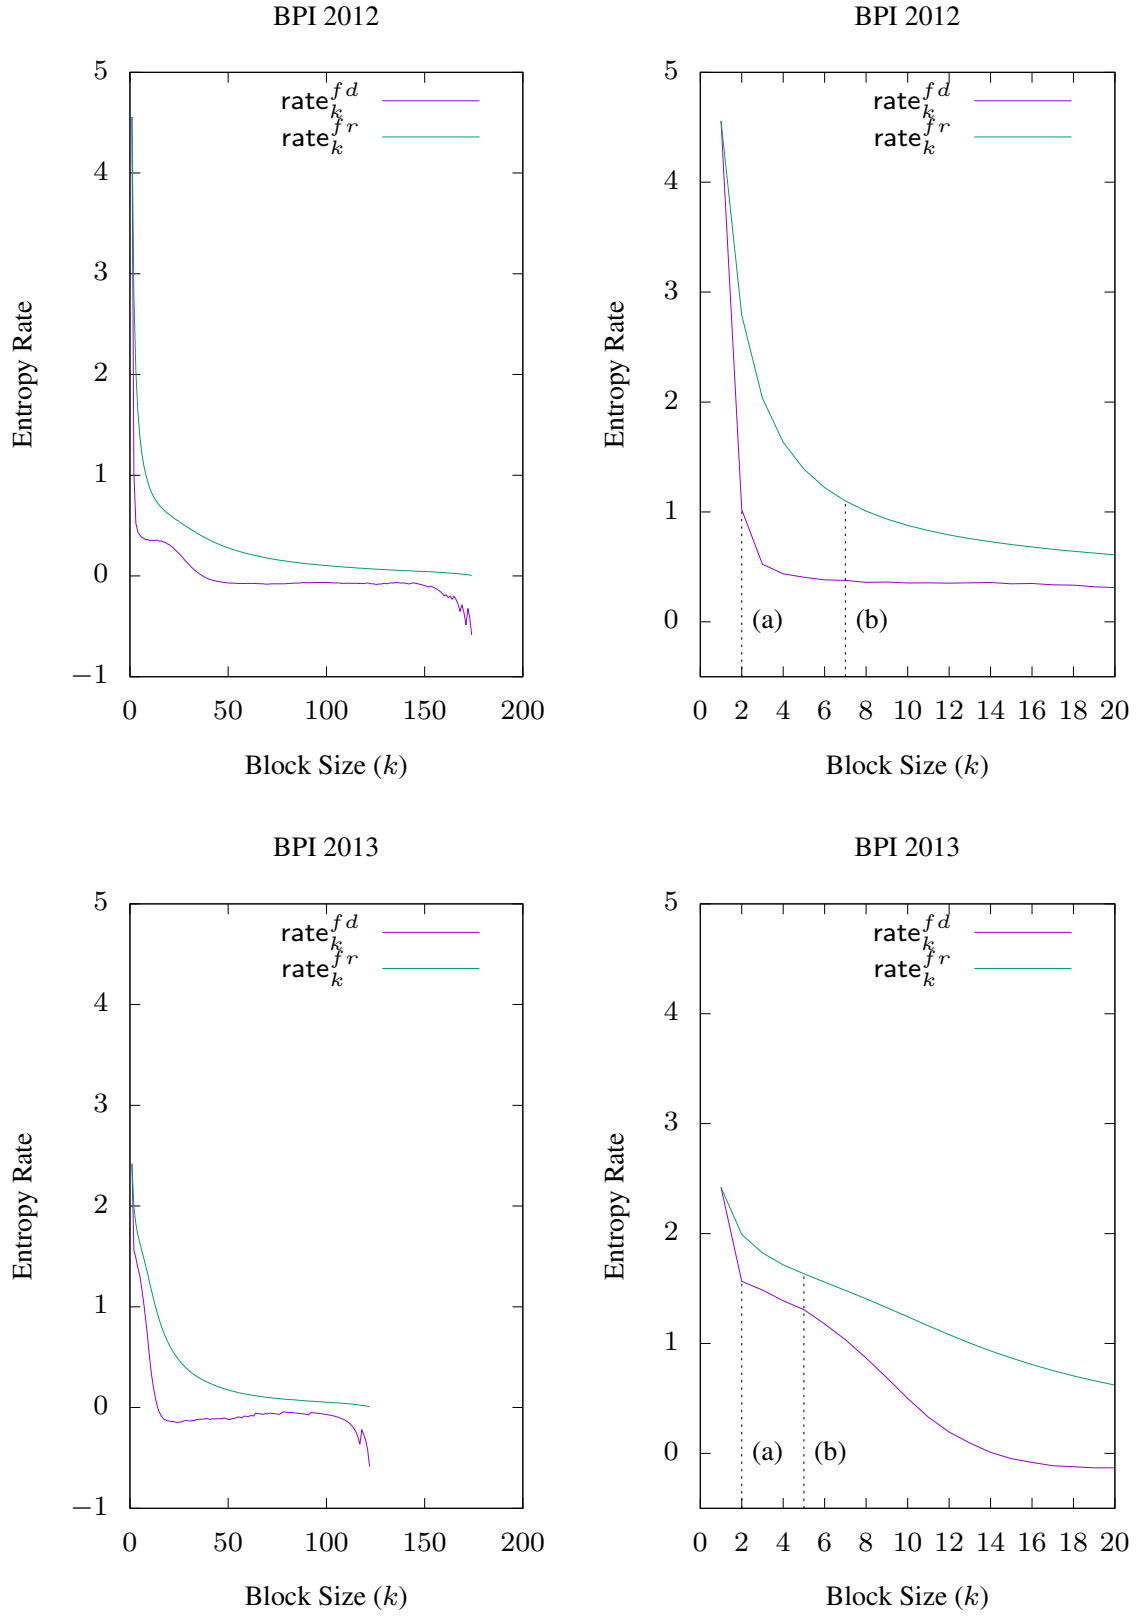 BPI 2012
5
4
3
2
1
0
−1
0 50 100 150 200
Entropy Rate
Block Size (k)
rate_k^{fd}
rate_k^{fr}
BPI 2012
5
4
3
2
1
0
0 2 4 6 8 10 12 14 16 18 20
Entropy Rate
Block Size (k)
rate_k^{fd}
rate_k^{fr}
(a) (b)
BPI 2013
5
4
3
2
1
0
−1
0 50 100 150 200
Entropy Rate
Block Size (k)
rate_k^{fd}
rate_k^{fr}
BPI 2013
5
4
3
2
1
0
0 2 4 6 8 10 12 14 16 18 20
Entropy Rate
Block Size (k)
rate_k^{fd}
rate_k^{fr}
(a) (b)